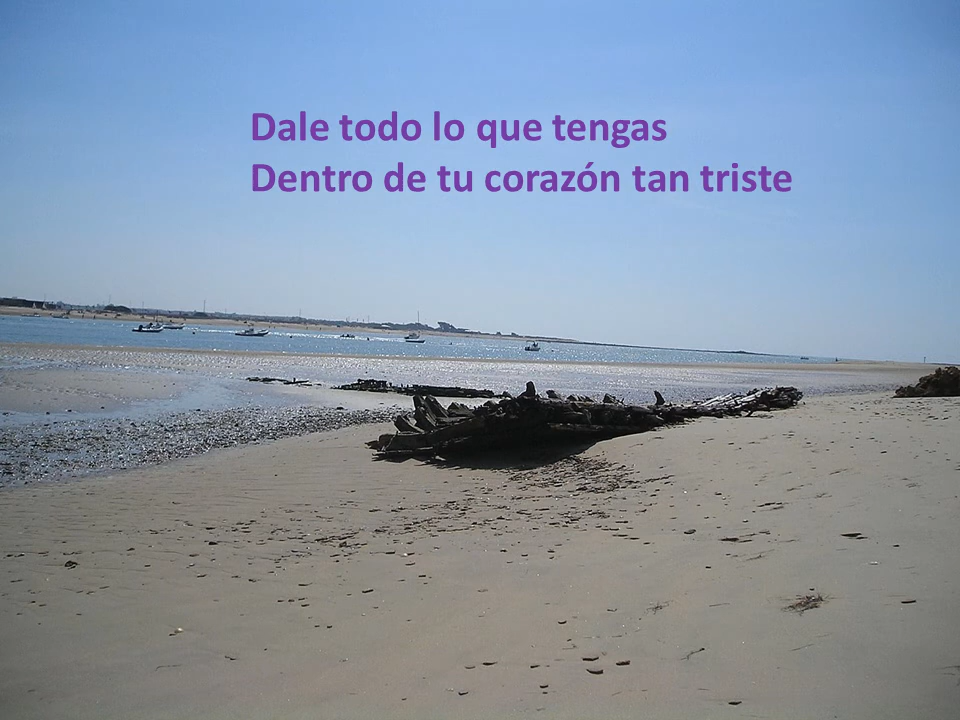 Dale todo lo que tengas
Dentro de tu corazón tan triste